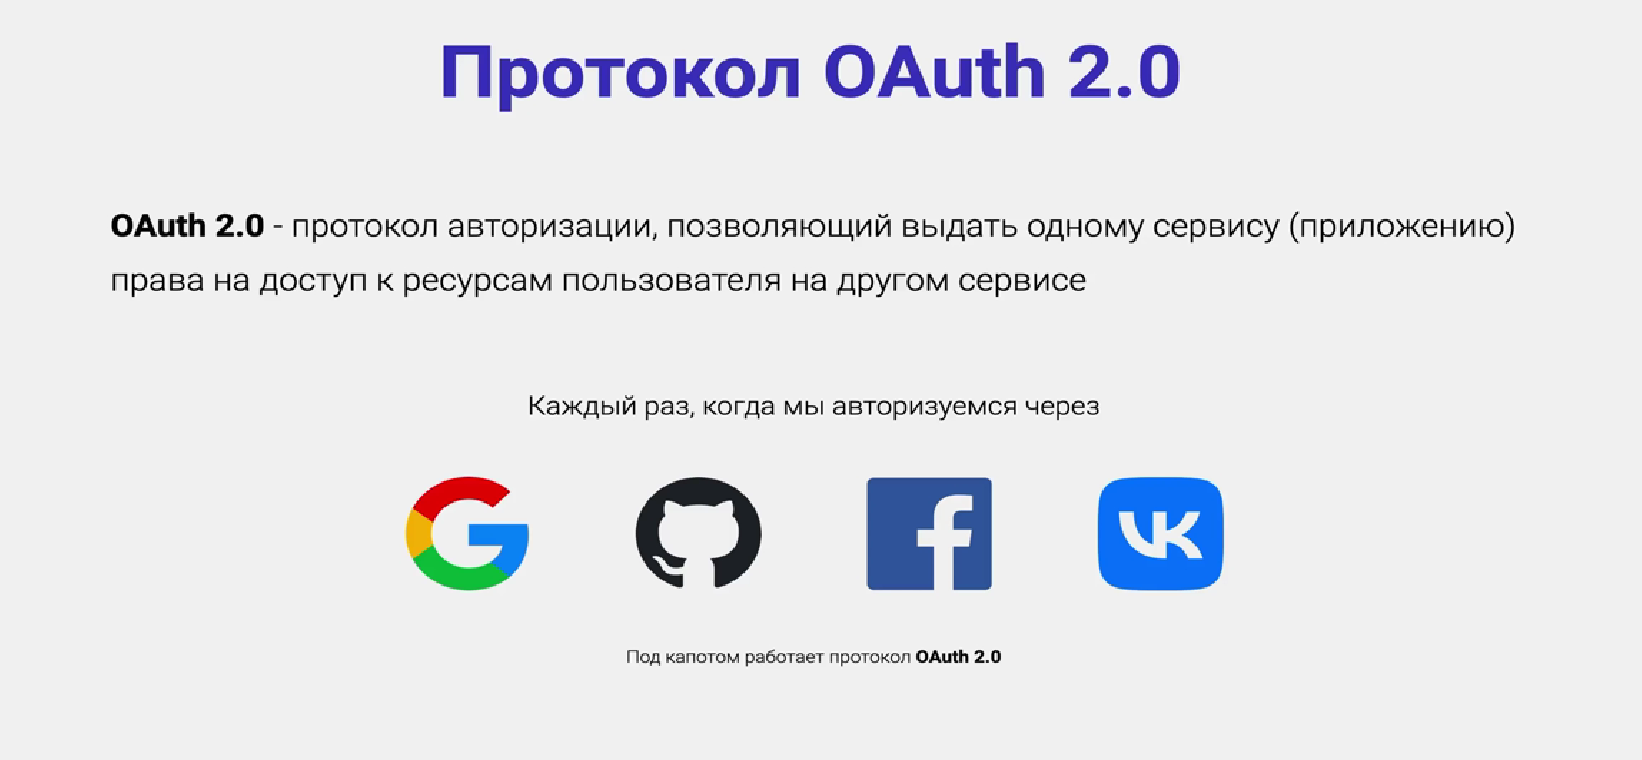 Протокол OAuth 2.0
OAuth 2.0 - протокол авторизации, позволяющий выдать одному сервису (приложению)
права на доступ к ресурсам пользователя на другом сервисе
Каждый раз, когда мы авторизуемся через
Под капотом работает протокол OAuth 2.0